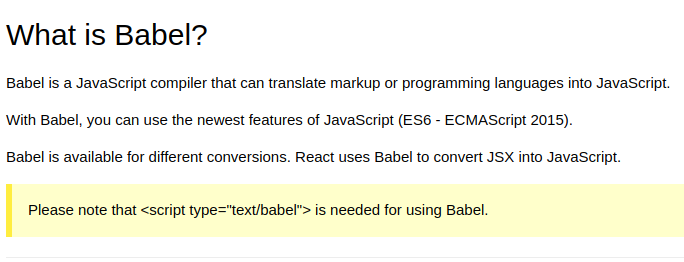 What is Babel?
Babel is a JavaScript compiler that can translate markup or programming languages into JavaScript.
With Babel, you can use the newest features of JavaScript (ES6 - ECMAScript 2015).
Babel is available for different conversions. React uses Babel to convert JSX into JavaScript.
Please note that <script type="text/babel"> is needed for using Babel.